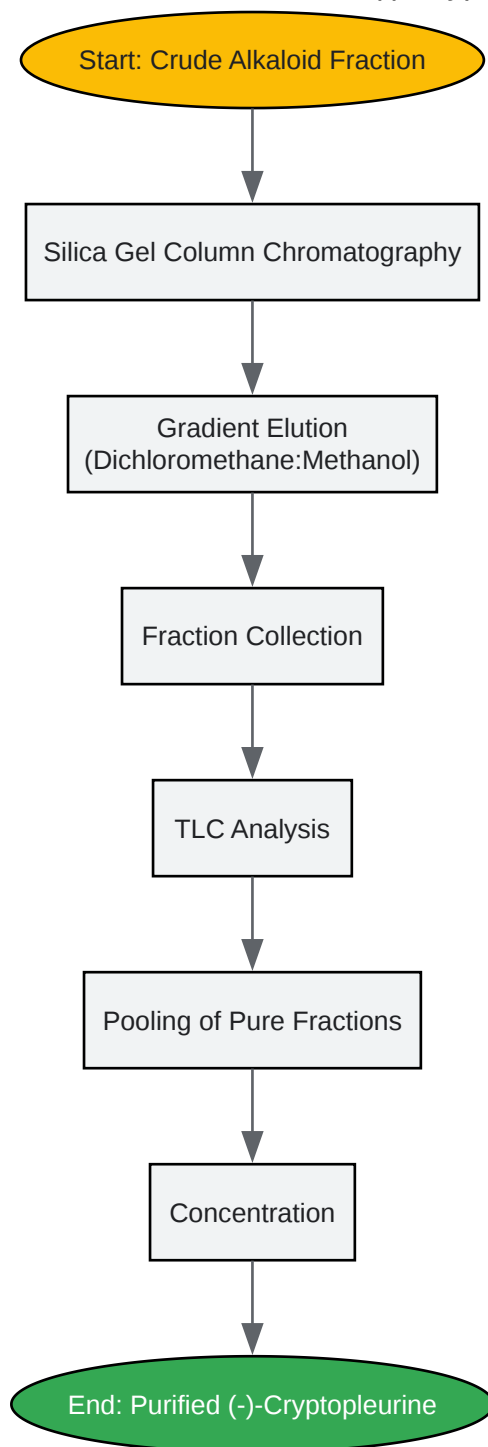 Start: Crude Alkaloid Fraction
Silica Gel Column Chromatography
Gradient Elution
(Dichloromethane:Methanol)
Fraction Collection
TLC Analysis
Pooling of Pure Fractions
Concentration
End: Purified (-)-Cryptopleurine